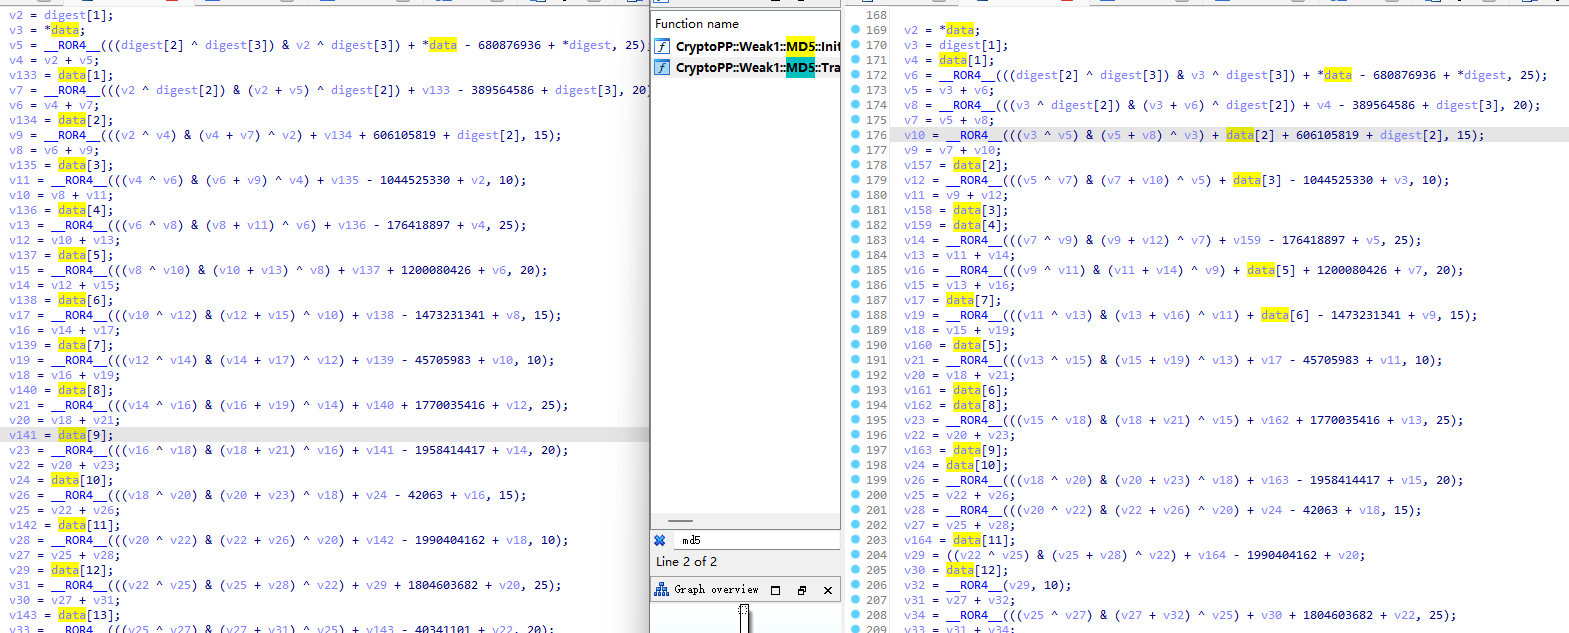 v2 = digest[1];
v3 = *data;
v5 = __ROR4__(((digest[2] ^ digest[3]) & v2 ^ digest[3]) + *data - 680876936 + *digest, 25);
v4 = v2 + v5;
v133 = data[1];
v7 = __ROR4__(((v2 ^ digest[2]) & (v2 + v5) ^ digest[2]) + v133 - 389564586 + digest[3], 20)
v6 = v4 + v7;
v134 = data[2];
v9 = __ROR4__(((v2 ^ v4) & (v4 + v7) ^ v2) + v134 + 606105819 + digest[2], 15);
v8 = v6 + v9;
v135 = data[3];
v11 = __ROR4__(((v4 ^ v6) & (v6 + v9) ^ v4) + v135 - 1044525330 + v2, 10);
v10 = v8 + v11;
v136 = data[4];
v13 = __ROR4__(((v6 ^ v8) & (v8 + v11) ^ v6) + v136 - 176418897 + v4, 25);
v12 = v10 + v13;
v137 = data[5];
v15 = __ROR4__(((v8 ^ v10) & (v10 + v13) ^ v8) + v137 + 1200080426 + v6, 20);
v14 = v12 + v15;
v138 = data[6];
v17 = __ROR4__(((v10 ^ v12) & (v12 + v15) ^ v10) + v138 - 1473231341 + v8, 15);
v16 = v14 + v17;
v139 = data[7];
v19 = __ROR4__(((v12 ^ v14) & (v14 + v17) ^ v12) + v139 - 45705983 + v10, 10);
v18 = v16 + v19;
v140 = data[8];
v21 = __ROR4__(((v14 ^ v16) & (v16 + v19) ^ v14) + v140 + 1770035416 + v12, 25);
v20 = v18 + v21;
v141 = data[9];
v23 = __ROR4__(((v16 ^ v18) & (v18 + v21) ^ v16) + v141 - 1958414417 + v14, 20);
v22 = v20 + v23;
v24 = data[10];
v26 = __ROR4__(((v18 ^ v20) & (v20 + v23) ^ v18) + v24 - 42063 + v16, 15);
v25 = v22 + v26;
v142 = data[11];
v28 = __ROR4__(((v20 ^ v22) & (v22 + v26) ^ v20) + v142 - 1990404162 + v18, 10);
v27 = v25 + v28;
v29 = data[12];
v31 = __ROR4__(((v22 ^ v25) & (v25 + v28) ^ v22) + v29 + 1804603682 + v20, 25);
v30 = v27 + v31;
v143 = data[13];
v33 = __ROR4__(((v25 ^ v27) & (v27 + v31) ^ v25) + v143 - 40341101 + v22, 20);
Function name
f CryptoPP::Weak1::MD5::Init
f CryptoPP::Weak1::MD5::Tra
md5
Line 2 of 2
Graph overview
168
169 v2 = *data;
170 v3 = digest[1];
171 v4 = data[1];
172 v6 = __ROR4__(((digest[2] ^ digest[3]) & v3 ^ digest[3]) + *data - 680876936 + *digest, 25);
173 v5 = v3 + v6;
174 v8 = __ROR4__(((v3 ^ digest[2]) & (v3 + v6) ^ digest[2]) + v4 - 389564586 + digest[3], 20);
175 v7 = v5 + v8;
176 v10 = __ROR4__(((v3 ^ v5) & (v5 + v8) ^ v3) + data[2] + 606105819 + digest[2], 15);
177 v9 = v7 + v10;
178 v157 = data[2];
179 v12 = __ROR4__(((v5 ^ v7) & (v7 + v10) ^ v5) + data[3] - 1044525330 + v3, 10);
180 v11 = v9 + v12;
181 v158 = data[3];
182 v159 = data[4];
183 v14 = __ROR4__(((v7 ^ v9) & (v9 + v12) ^ v7) + v159 - 176418897 + v5, 25);
184 v13 = v11 + v14;
185 v16 = __ROR4__(((v9 ^ v11) & (v11 + v14) ^ v9) + data[5] + 1200080426 + v7, 20);
186 v15 = v13 + v16;
187 v17 = data[7];
188 v19 = __ROR4__(((v11 ^ v13) & (v13 + v16) ^ v11) + data[6] - 1473231341 + v9, 15);
189 v18 = v15 + v19;
190 v160 = data[5];
191 v21 = __ROR4__(((v13 ^ v15) & (v15 + v19) ^ v13) + v17 - 45705983 + v11, 10);
192 v20 = v18 + v21;
193 v161 = data[6];
194 v162 = data[8];
195 v23 = __ROR4__(((v15 ^ v18) & (v18 + v21) ^ v15) + v162 + 1770035416 + v13, 25);
196 v22 = v20 + v23;
197 v163 = data[9];
198 v24 = data[10];
199 v26 = __ROR4__(((v18 ^ v20) & (v20 + v23) ^ v18) + v163 - 1958414417 + v15, 20);
200 v25 = v22 + v26;
201 v28 = __ROR4__(((v20 ^ v22) & (v22 + v26) ^ v20) + v24 - 42063 + v18, 15);
202 v27 = v25 + v28;
203 v164 = data[11];
204 v29 = ((v22 ^ v25) & (v25 + v28) ^ v22) + v164 - 1990404162 + v20;
205 v30 = data[12];
206 v32 = __ROR4__(v29, 10);
207 v31 = v27 + v32;
208 v34 = __ROR4__(((v25 ^ v27) & (v27 + v32) ^ v25) + v30 + 1804603682 + v22, 25);
209 v33 = v31 + v34;